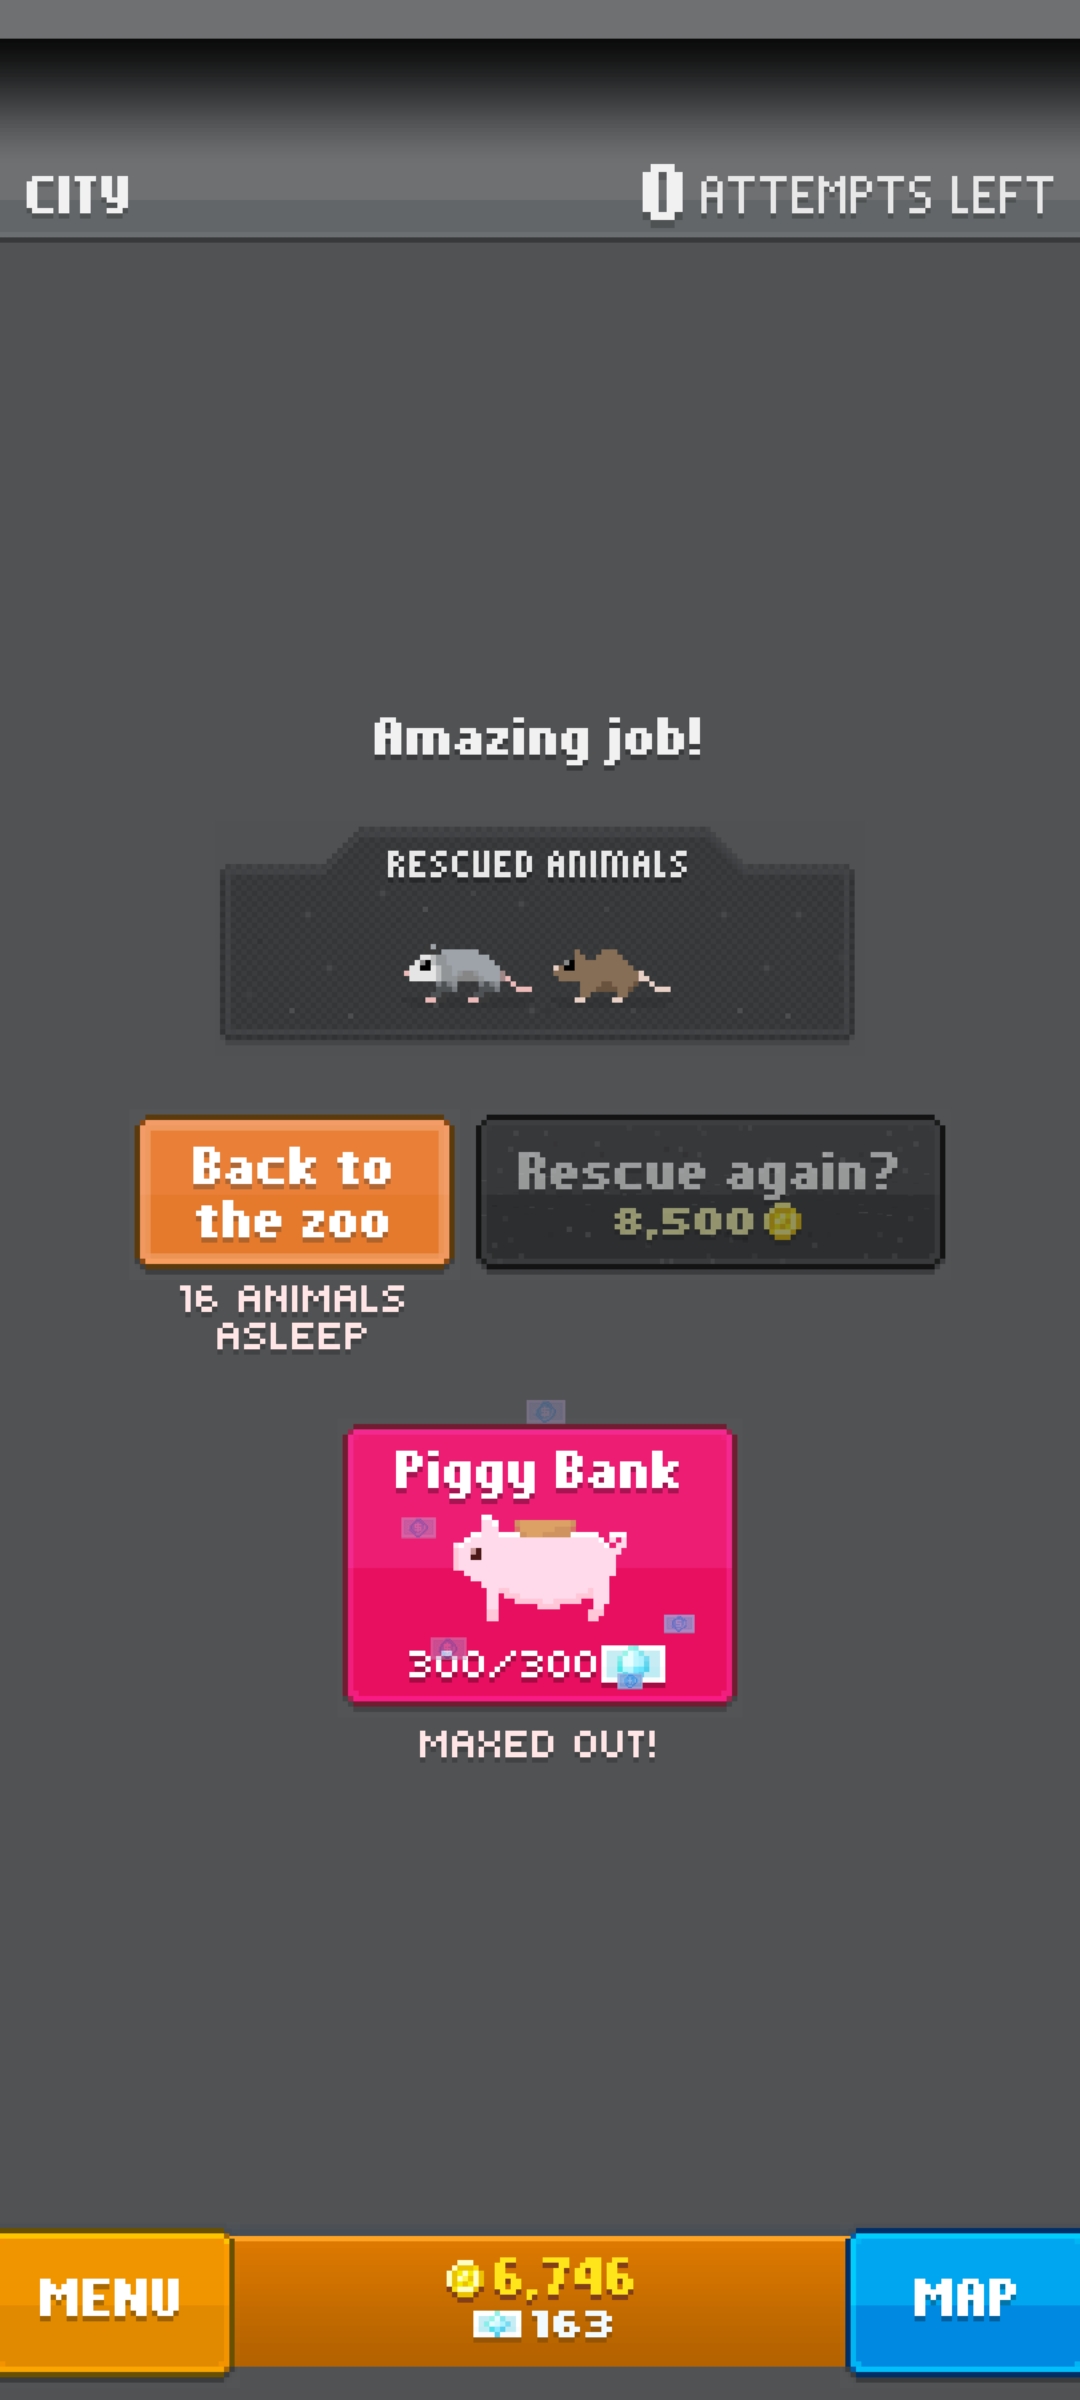 CITY
0 ATTEMPTS LEFT
Amazing job!
RESCUED ANIMALS
Back to
the zoo
Rescue again?
8,500
16 ANIMALS
ASLEEP
Piggy Bank
300/300
MAXED OUT!
MENU
6,746
163
MAP